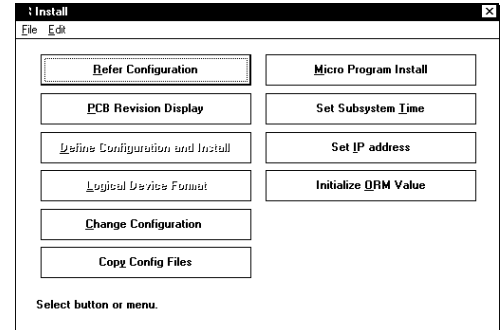 Install
File Edit
Refer Configuration
PCB Revision Display
Define Configuration and Install
Logical Device Format
Change Configuration
Copy Config Files
Micro Program Install
Set Subsystem Time
Set IP address
Initialize ORM Value
Select button or menu.